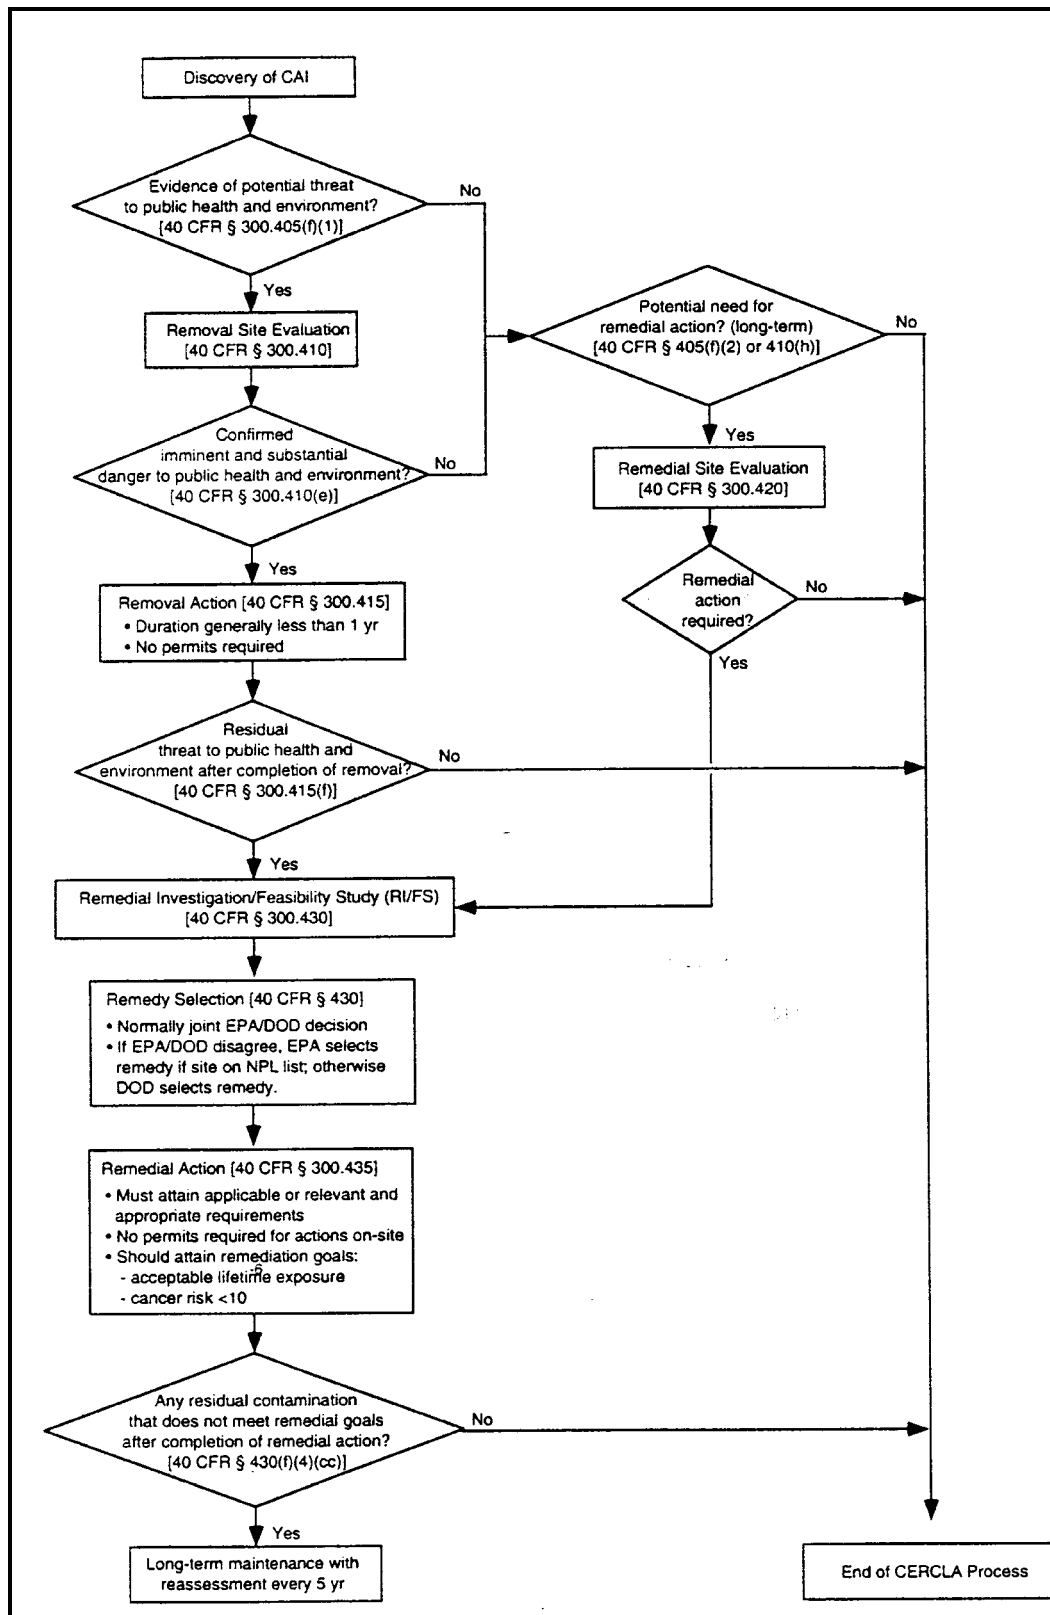 Discovery of CAI
Evidence of potential threat
to public health and environment?
[40 CFR § 300.405(f)(1)]
No
Yes
Removal Site Evaluation
[40 CFR § 300.410]
Potential need for
remedial action? (long-term)
[40 CFR § 405(f)(2) or 410(h)]
No
Yes
Confirmed
imminent and substantial
danger to public health and environment?
[40 CFR § 300.410(e)]
No
Yes
Remedial Site Evaluation
[40 CFR § 300.420]
Remedial
action
required?
No
Yes
Removal Action [40 CFR § 300.415]
• Duration generally less than 1 yr
• No permits required
Residual
threat to public health and
environment after completion of removal?
[40 CFR § 300.415(f)]
No
Yes
Remedial Investigation/Feasibility Study (RI/FS)
[40 CFR § 300.430]
Remedy Selection [40 CFR § 430]
• Normally joint EPA/DOD decision
• If EPA/DOD disagree, EPA selects
remedy if site on NPL list; otherwise
DOD selects remedy.
Remedial Action [40 CFR § 300.435]
• Must attain applicable or relevant and
appropriate requirements
• No permits required for actions on-site
• Should attain remediation goals:
- acceptable lifetime exposure
- cancer risk <10-6
Any residual contamination
that does not meet remedial goals
after completion of remedial action?
[40 CFR § 430(f)(4)(cc)]
No
Yes
Long-term maintenance with
reassessment every 5 yr
End of CERCLA Process